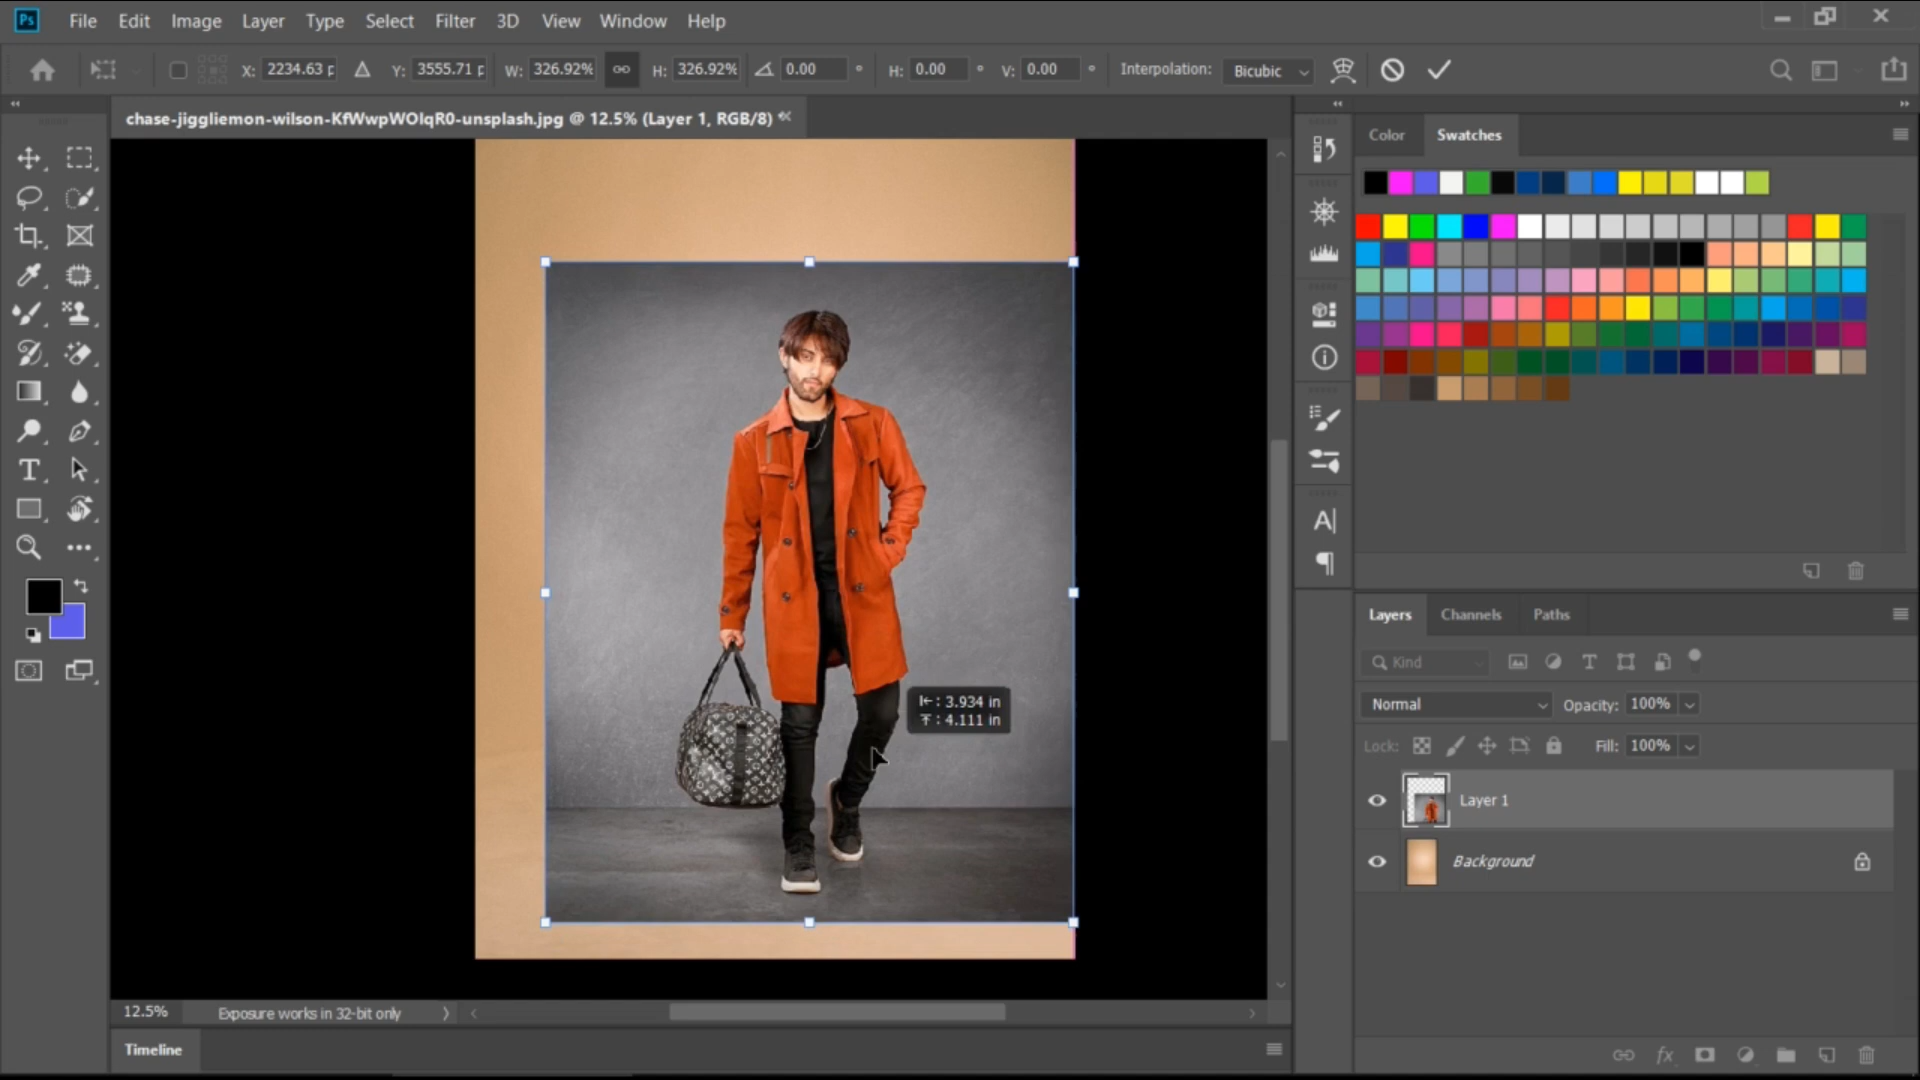 Ps File Edit Image Layer Type Select Filter 3D View Window Help
X: 2234.63 p Y: 3555.71 p W: 326.92% H: 326.92% 0.00 ° H: 0.00 ° V: 0.00 ° Interpolation: Bicubic
chase-jiggliemon-wilson-KfWwpWOlqR0-unsplash.jpg @ 12.5% (Layer 1, RGB/8) *
Color Swatches
: 3.934 in
: 4.111 in
Layers Channels Paths
Kind
Normal Opacity: 100%
Lock: Fill: 100%
Layer 1
Background
12.5% Exposure works in 32-bit only
Timeline